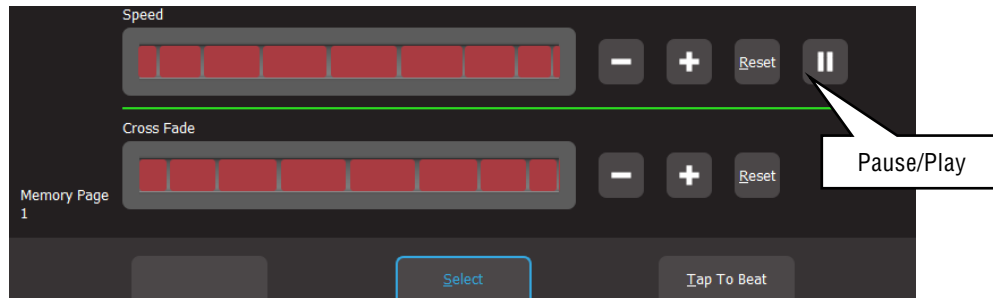 Speed
Reset
Cross Fade
Pause/Play
Reset
Memory Page
1
Select
Tap To Beat